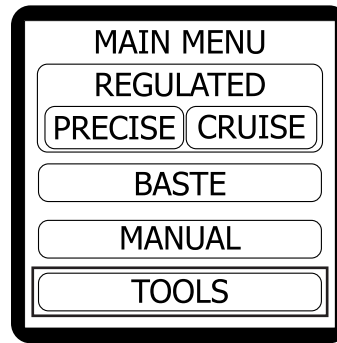 MAIN MENU
REGULATED
PRECISE CRUISE
BASTE
MANUAL
TOOLS